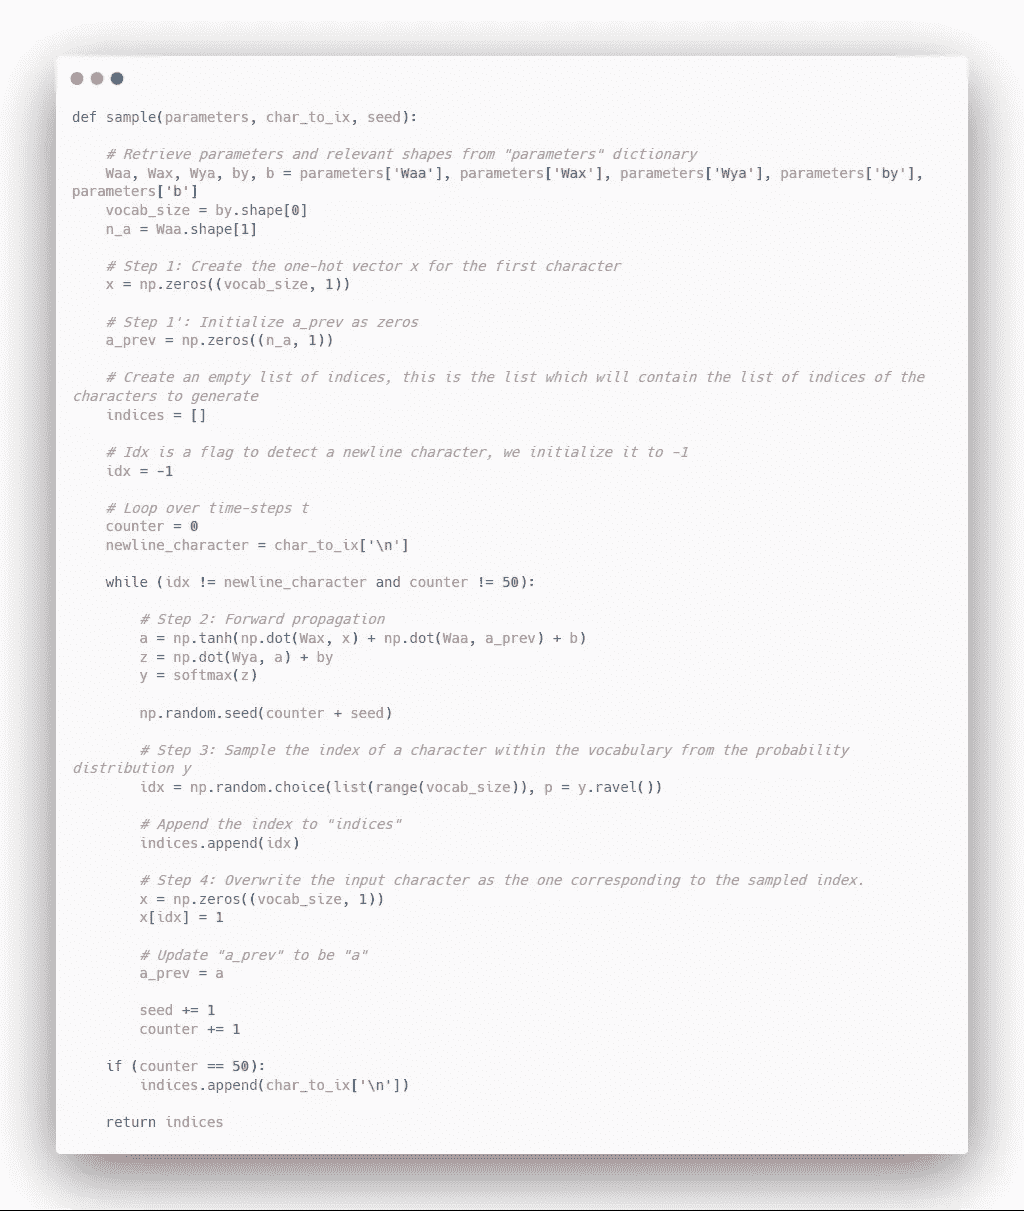 def sample(parameters, char_to_ix, seed):
# Retrieve parameters and relevant shapes from "parameters" dictionary
Waa, Wax, Wya, by, b = parameters['Waa'], parameters['Wax'], parameters['Wya'], parameters['by'],
parameters['b']
vocab_size = by.shape[0]
n_a = Waa.shape[1]
# Step 1: Create the one-hot vector x for the first character
x = np.zeros((vocab_size, 1))
# Step 1': Initialize a_prev as zeros
a_prev = np.zeros((n_a, 1))
# Create an empty list of indices, this is the list which will contain the list of indices of the
characters to generate
indices = []
# Idx is a flag to detect a newline character, we initialize it to -1
idx = -1
# Loop over time-steps t
counter = 0
newline_character = char_to_ix['\n']
while (idx != newline_character and counter != 50):
# Step 2: Forward propagation
a = np.tanh(np.dot(Wax, x) + np.dot(Waa, a_prev) + b)
z = np.dot(Wya, a) + by
y = softmax(z)
np.random.seed(counter + seed)
# Step 3: Sample the index of a character within the vocabulary from the probability
distribution y
idx = np.random.choice(list(range(vocab_size)), p = y.ravel())
# Append the index to "indices"
indices.append(idx)
# Step 4: Overwrite the input character as the one corresponding to the sampled index.
x = np.zeros((vocab_size, 1))
x[idx] = 1
# Update "a_prev" to be "a"
a_prev = a
seed += 1
counter += 1
if (counter == 50):
indices.append(char_to_ix['\n'])
return indices